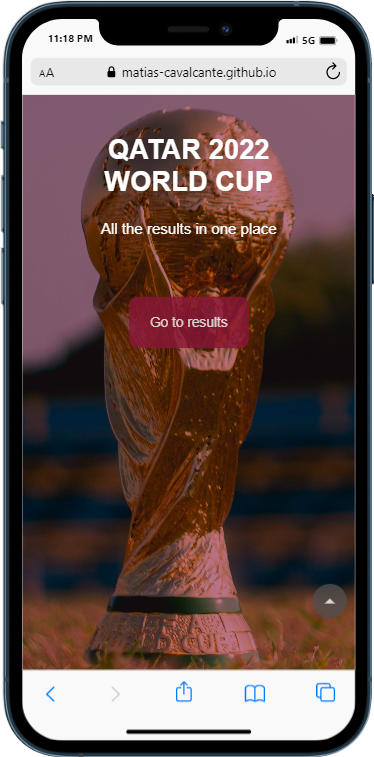 11:18 PM
5G
AA
matias-cavalcante.github.io
QATAR 2022
WORLD CUP
All the results in one place
Go to results